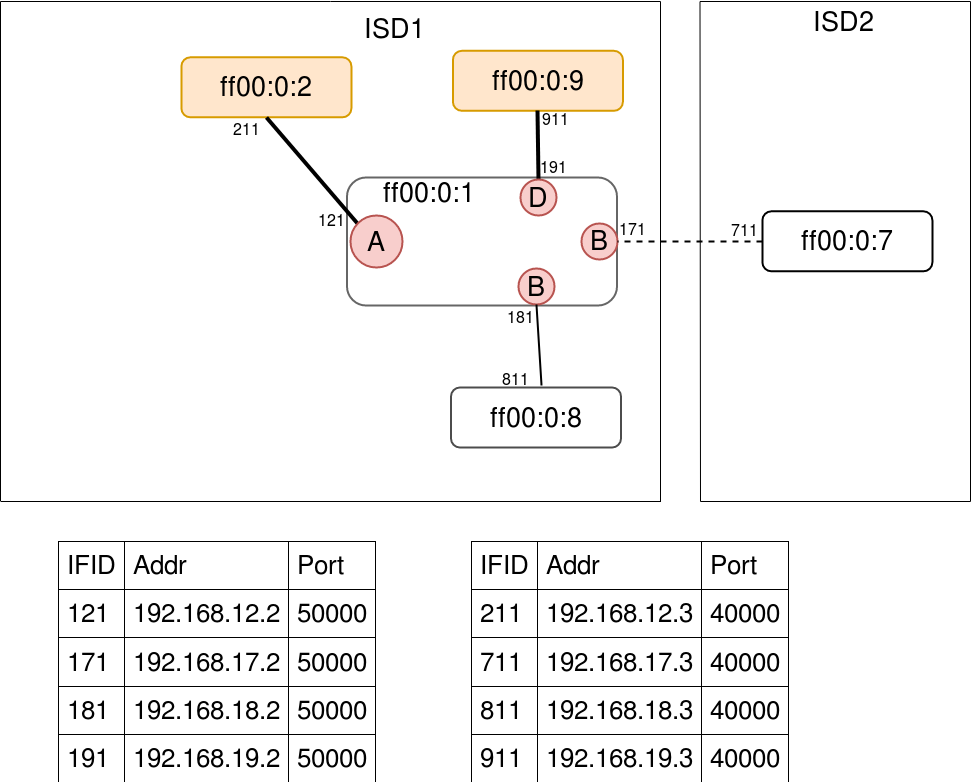 ISD1
ISD2
ff00:0:2
ff00:0:9
211
911
191
ff00:0:1
D
121
A
B
171
711
ff00:0:7
B
181
811
ff00:0:8
IFID Addr Port
121 192.168.12.2 50000
171 192.168.17.2 50000
181 192.168.18.2 50000
191 192.168.19.2 50000
IFID Addr Port
211 192.168.12.3 40000
711 192.168.17.3 40000
811 192.168.18.3 40000
911 192.168.19.3 40000